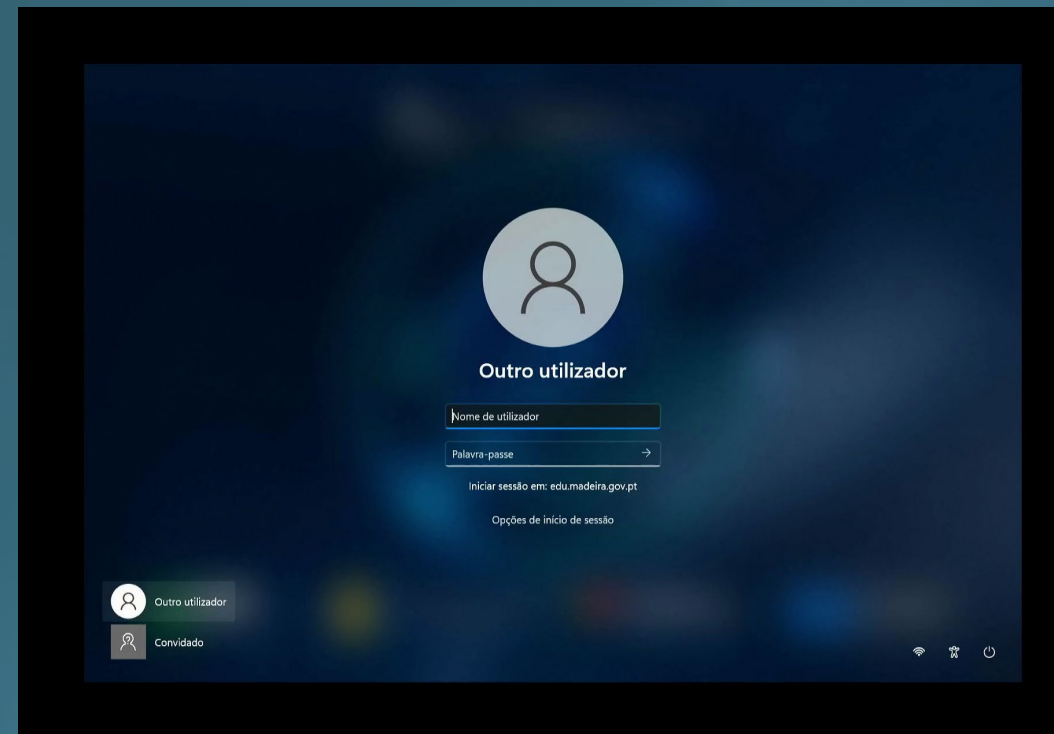 Outro utilizador
Nome de utilizador
Palavra-passe
Iniciar sessão em: edu.madeira.gov.pt
Opções de início de sessão
Outro utilizador
Convidado